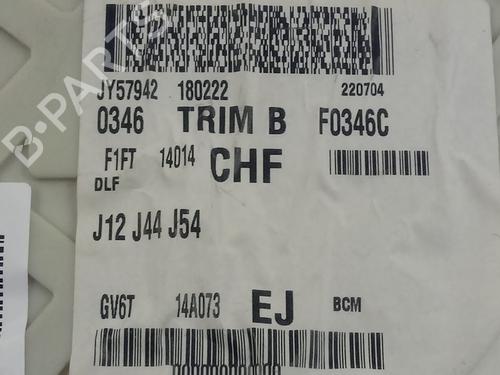 B-PARTS
JY57942 180222 220704
0346 TRIM B F0346C
F1FT 14014 CHF
DLF
J12 J44 J54
GV6T 14A073 EJ BCM